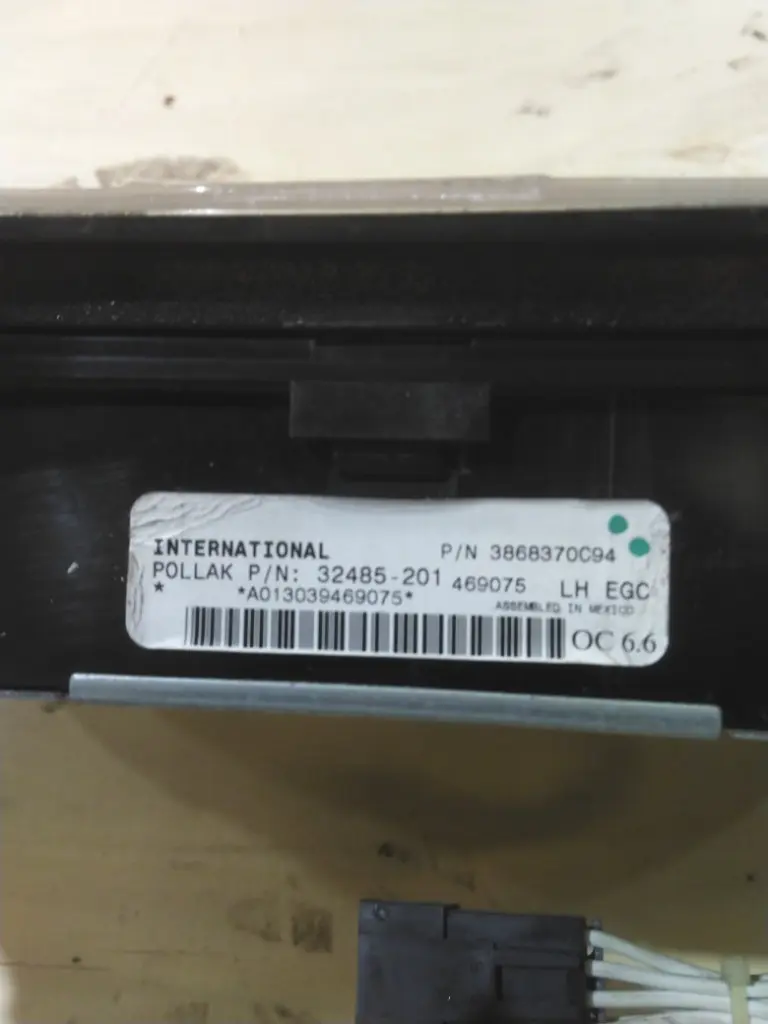 INTERNATIONAL P/N 3868370C94
POLLAK P/N: 32485-201 469075 LH EGC
* *A013039469075* ASSEMBLED IN MEXICO
OC 6.6